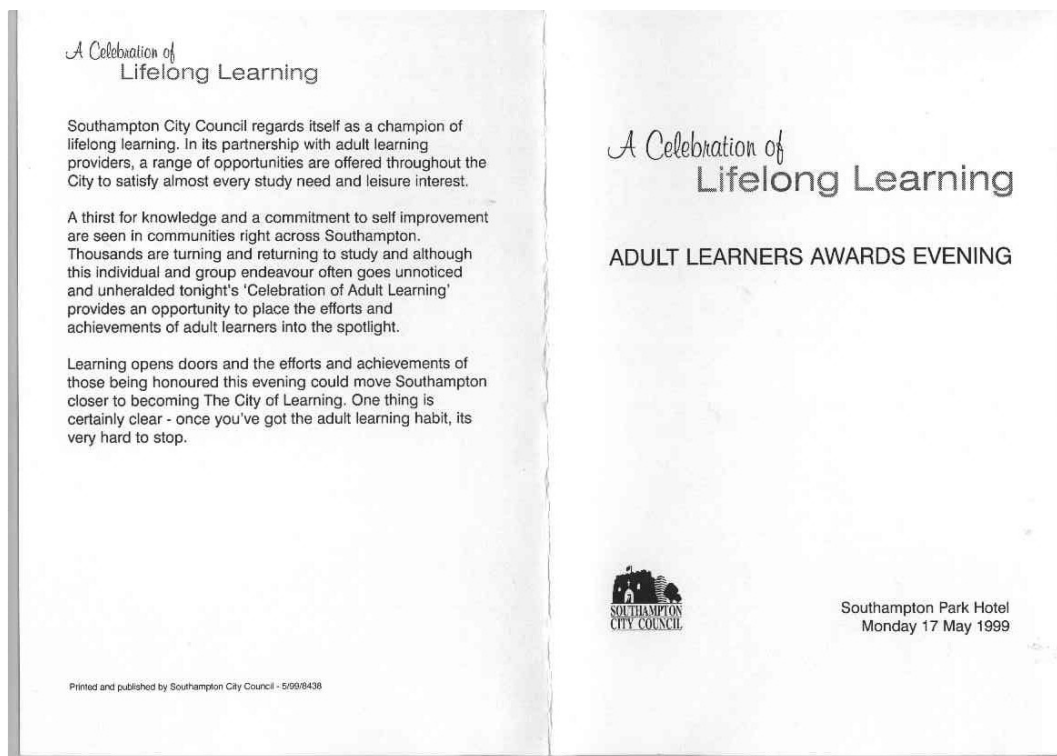 A Celebration of
Lifelong Learning
Southampton City Council regards itself as a champion of
lifelong learning. In its partnership with adult learning
providers, a range of opportunities are offered throughout the
City to satisfy almost every study need and leisure interest.
A thirst for knowledge and a commitment to self improvement
are seen in communities right across Southampton.
Thousands are turning and returning to study and although
this individual and group endeavour often goes unnoticed
and unheralded tonight's 'Celebration of Adult Learning'
provides an opportunity to place the efforts and
achievements of adult learners into the spotlight.
Learning opens doors and the efforts and achievements of
those being honoured this evening could move Southampton
closer to becoming The City of Learning. One thing is
certainly clear - once you've got the adult learning habit, its
very hard to stop.
Printed and published by Southampton City Council - 5/99/8438
A Celebration of
Lifelong Learning
ADULT LEARNERS AWARDS EVENING
SOUTHAMPTON
CITY COUNCIL
Southampton Park Hotel
Monday 17 May 1999